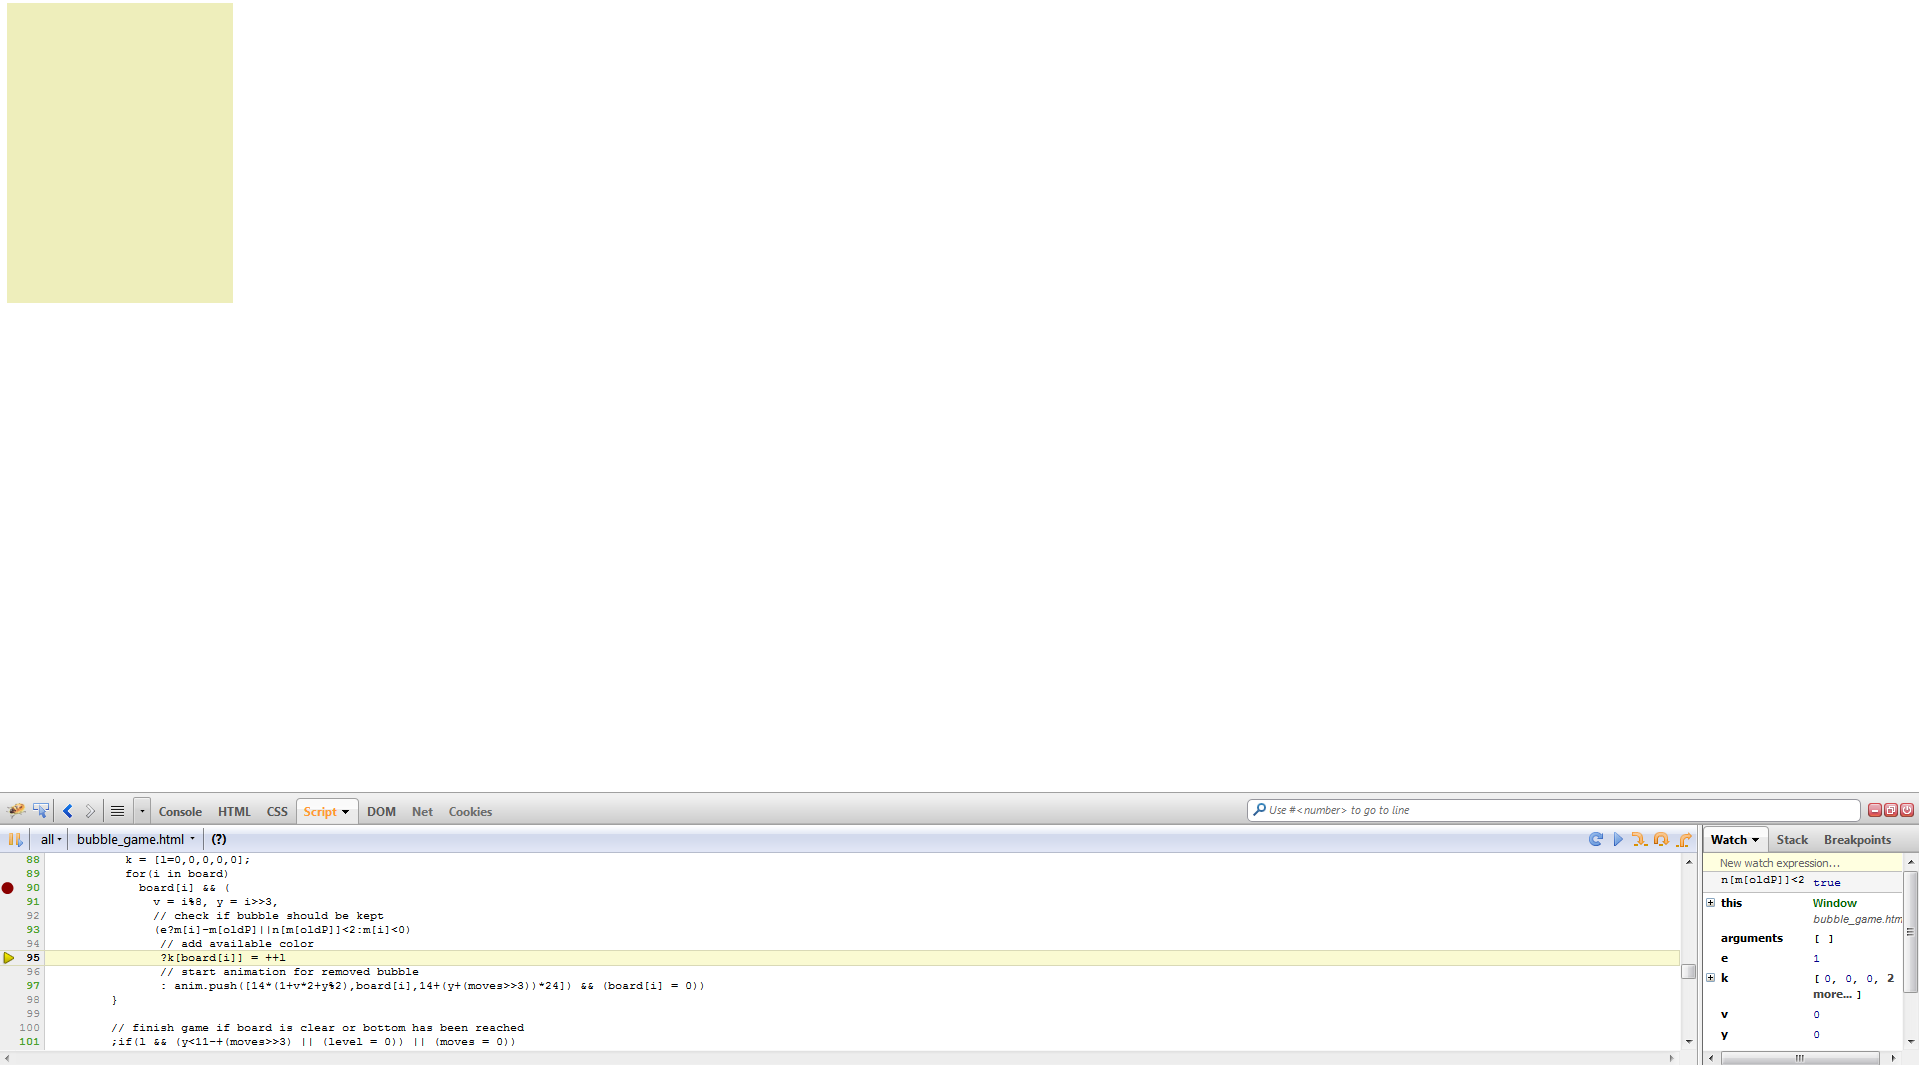 Console HTML CSS Script DOM Net Cookies Use #<number> to go to line
all bubble_game.html (?) Watch Stack Breakpoints
88 k = [l=0,0,0,0,0];
89 for(i in board)
90 board[i] && (
91 v = i%8, y = i>>3,
92 // check if bubble should be kept
93 (e?m[i]-m[oldP]||n[m[oldP]]<2:m[i]<0)
94 // add available color
95 ?k[board[i]] = ++l
96 // start animation for removed bubble
97 : anim.push([14*(1+v*2+y%2),board[i],14+(y+(moves>>3))*24]) && (board[i] = 0))
98 }
99
100 // finish game if board is clear or bottom has been reached
101 ;if(l && (y<11-+(moves>>3) || (level = 0)) || (moves = 0))
New watch expression...
n[m[oldP]]<2 true
this Window
bubble_game.htm
arguments [ ]
e 1
k [ 0, 0, 0, 2
more... ]
v 0
y 0